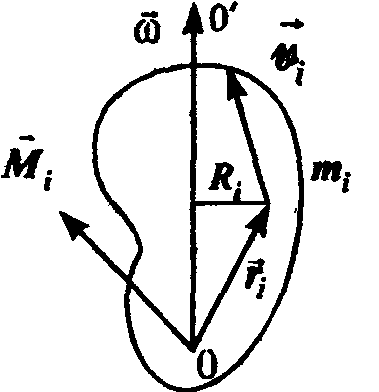 ω⃗ 0′ v⃗ᵢ
M⃗ᵢ Rᵢ mᵢ
r⃗ᵢ
0